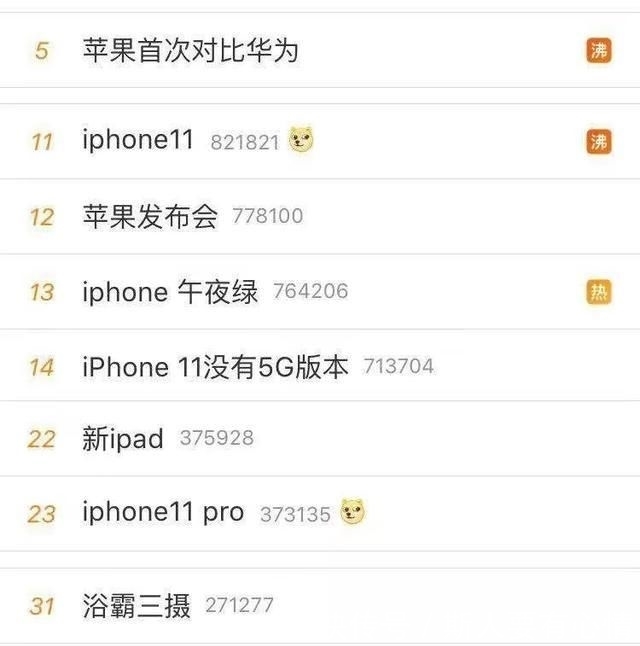 5 苹果首次对比华为 沸
11 iphone11 821821 沸
12 苹果发布会 778100
13 iphone 午夜绿 764206 热
14 iPhone 11没有5G版本 713704
22 新ipad 375928
23 iphone11 pro 373135
31 浴霸三摄 271277